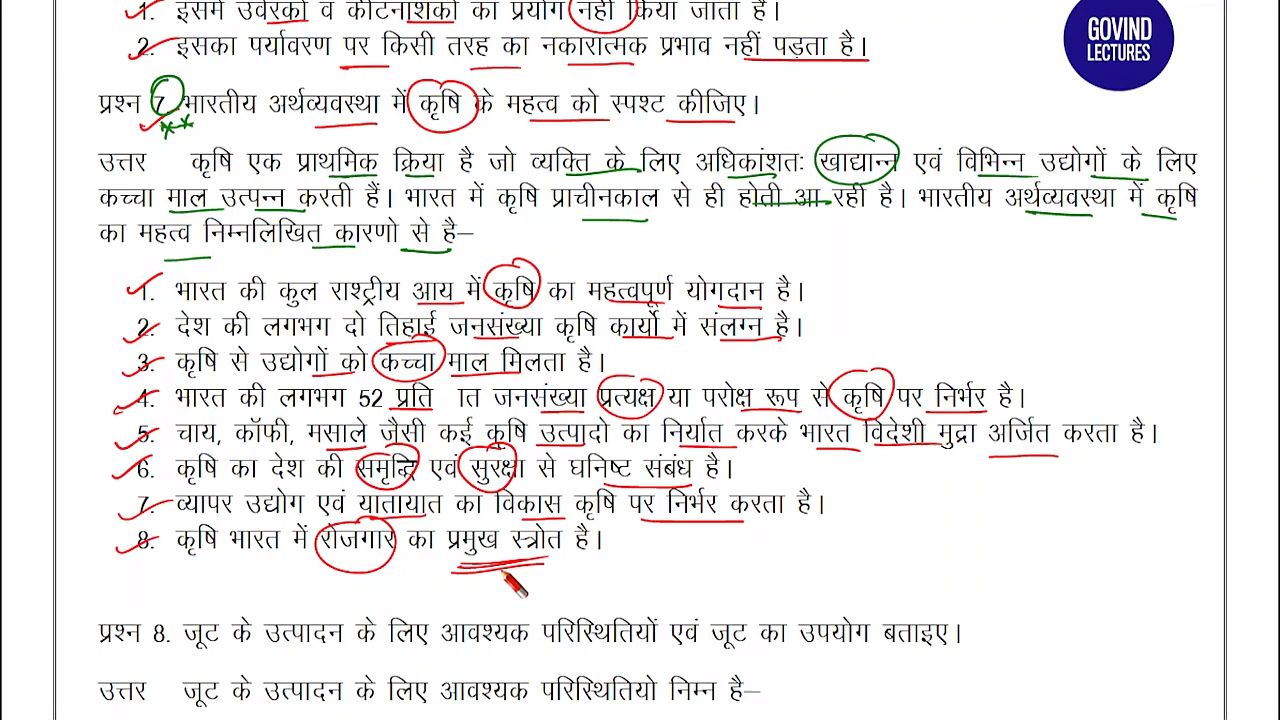 1. इसमें उर्वरकों व कीटनाशकों का प्रयोग नहीं किया जाता है।
2. इसका पर्यावरण पर किसी तरह का नकारात्मक प्रभाव नहीं पड़ता है।
GOVIND
LECTURES
प्रश्न 7. भारतीय अर्थव्यवस्था में कृषि के महत्व को स्पश्ट कीजिए।
उत्तर कृषि एक प्राथमिक क्रिया है जो व्यक्ति के लिए अधिकांशतः खाद्यान्न एवं विभिन्न उद्योगों के लिए
कच्चा माल उत्पन्न करती हैं। भारत में कृषि प्राचीनकाल से ही होती आ रही है। भारतीय अर्थव्यवस्था में कृषि
का महत्व निम्नलिखित कारणो से है–
1. भारत की कुल राश्ट्रीय आय में कृषि का महत्वपूर्ण योगदान है।
2. देश की लगभग दो तिहाई जनसंख्या कृषि कार्यो में संलग्न है।
3. कृषि से उद्योगों को कच्चा माल मिलता है।
4. भारत की लगभग 52 प्रति ात जनसंख्या प्रत्यक्ष या परोक्ष रूप से कृषि पर निर्भर है।
5. चाय, कॉफी, मसाले जैसी कई कृषि उत्पादो का निर्यात करके भारत विदेशी मुद्रा अर्जित करता है।
6. कृषि का देश की समृद्धि एवं सुरक्षा से घनिष्ट संबंध है।
7. व्यापर उद्योग एवं यातायात का विकास कृषि पर निर्भर करता है।
8. कृषि भारत में रोजगार का प्रमुख स्त्रोत है।
प्रश्न 8. जूट के उत्पादन के लिए आवश्यक परिस्थितियों एवं जूट का उपयोग बताइए।
उत्तर जूट के उत्पादन के लिए आवश्यक परिस्थितियो निम्न है–